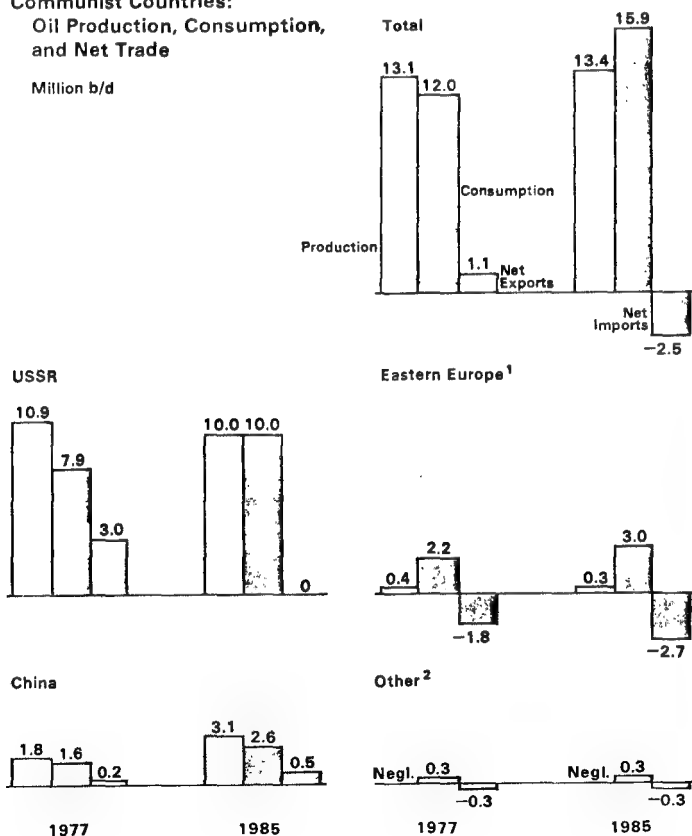 Communist Countries:
Oil Production, Consumption,
and Net Trade
Million b/d
Total
13.1
12.0
1.1
Production
Consumption
Net
Exports
13.4
15.9
Net
Imports
−2.5
USSR
10.9
7.9
3.0
10.0 10.0
0
Eastern Europe¹
0.4
2.2
−1.8
0.3
3.0
−2.7
China
1.8
1.6
0.2
3.1
2.6
0.5
Other²
Negl.
0.3
−0.3
Negl.
0.3
−0.3
1977
1985
1977
1985